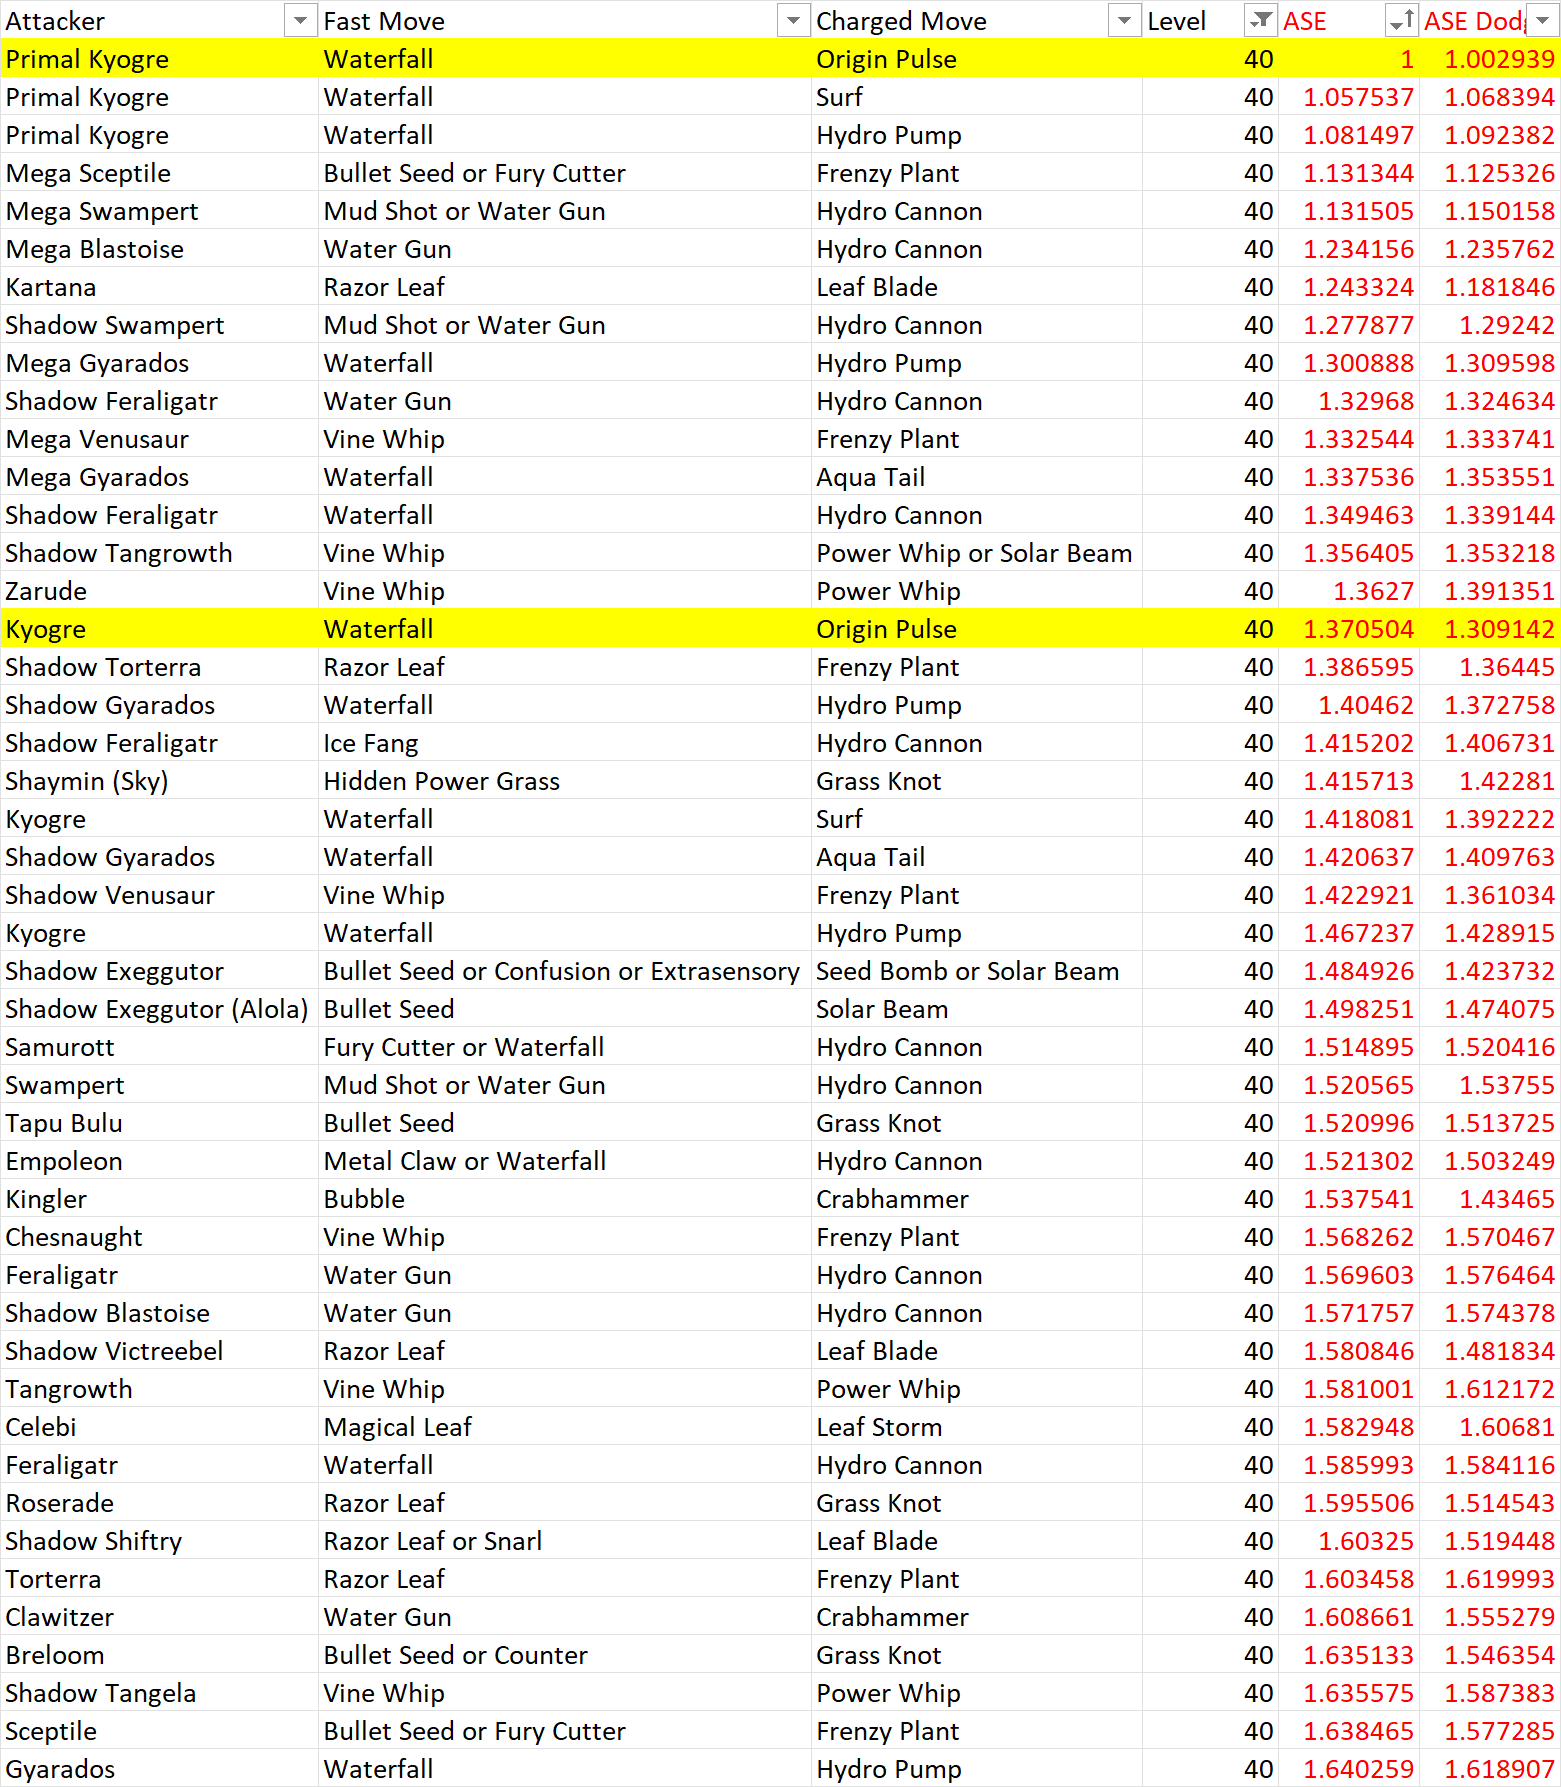 Attacker Fast Move Charged Move Level ASE ASE Dodg
Primal Kyogre Waterfall Origin Pulse 40 1 1.002939
Primal Kyogre Waterfall Surf 40 1.057537 1.068394
Primal Kyogre Waterfall Hydro Pump 40 1.081497 1.092382
Mega Sceptile Bullet Seed or Fury Cutter Frenzy Plant 40 1.131344 1.125326
Mega Swampert Mud Shot or Water Gun Hydro Cannon 40 1.131505 1.150158
Mega Blastoise Water Gun Hydro Cannon 40 1.234156 1.235762
Kartana Razor Leaf Leaf Blade 40 1.243324 1.181846
Shadow Swampert Mud Shot or Water Gun Hydro Cannon 40 1.277877 1.29242
Mega Gyarados Waterfall Hydro Pump 40 1.300888 1.309598
Shadow Feraligatr Water Gun Hydro Cannon 40 1.32968 1.324634
Mega Venusaur Vine Whip Frenzy Plant 40 1.332544 1.333741
Mega Gyarados Waterfall Aqua Tail 40 1.337536 1.353551
Shadow Feraligatr Waterfall Hydro Cannon 40 1.349463 1.339144
Shadow Tangrowth Vine Whip Power Whip or Solar Beam 40 1.356405 1.353218
Zarude Vine Whip Power Whip 40 1.3627 1.391351
Kyogre Waterfall Origin Pulse 40 1.370504 1.309142
Shadow Torterra Razor Leaf Frenzy Plant 40 1.386595 1.36445
Shadow Gyarados Waterfall Hydro Pump 40 1.40462 1.372758
Shadow Feraligatr Ice Fang Hydro Cannon 40 1.415202 1.406731
Shaymin (Sky) Hidden Power Grass Grass Knot 40 1.415713 1.42281
Kyogre Waterfall Surf 40 1.418081 1.392222
Shadow Gyarados Waterfall Aqua Tail 40 1.420637 1.409763
Shadow Venusaur Vine Whip Frenzy Plant 40 1.422921 1.361034
Kyogre Waterfall Hydro Pump 40 1.467237 1.428915
Shadow Exeggutor Bullet Seed or Confusion or Extrasensory Seed Bomb or Solar Beam 40 1.484926 1.423732
Shadow Exeggutor (Alola) Bullet Seed Solar Beam 40 1.498251 1.474075
Samurott Fury Cutter or Waterfall Hydro Cannon 40 1.514895 1.520416
Swampert Mud Shot or Water Gun Hydro Cannon 40 1.520565 1.53755
Tapu Bulu Bullet Seed Grass Knot 40 1.520996 1.513725
Empoleon Metal Claw or Waterfall Hydro Cannon 40 1.521302 1.503249
Kingler Bubble Crabhammer 40 1.537541 1.43465
Chesnaught Vine Whip Frenzy Plant 40 1.568262 1.570467
Feraligatr Water Gun Hydro Cannon 40 1.569603 1.576464
Shadow Blastoise Water Gun Hydro Cannon 40 1.571757 1.574378
Shadow Victreebel Razor Leaf Leaf Blade 40 1.580846 1.481834
Tangrowth Vine Whip Power Whip 40 1.581001 1.612172
Celebi Magical Leaf Leaf Storm 40 1.582948 1.60681
Feraligatr Waterfall Hydro Cannon 40 1.585993 1.584116
Roserade Razor Leaf Grass Knot 40 1.595506 1.514543
Shadow Shiftry Razor Leaf or Snarl Leaf Blade 40 1.60325 1.519448
Torterra Razor Leaf Frenzy Plant 40 1.603458 1.619993
Clawitzer Water Gun Crabhammer 40 1.608661 1.555279
Breloom Bullet Seed or Counter Grass Knot 40 1.635133 1.546354
Shadow Tangela Vine Whip Power Whip 40 1.635575 1.587383
Sceptile Bullet Seed or Fury Cutter Frenzy Plant 40 1.638465 1.577285
Gyarados Waterfall Hydro Pump 40 1.640259 1.618907